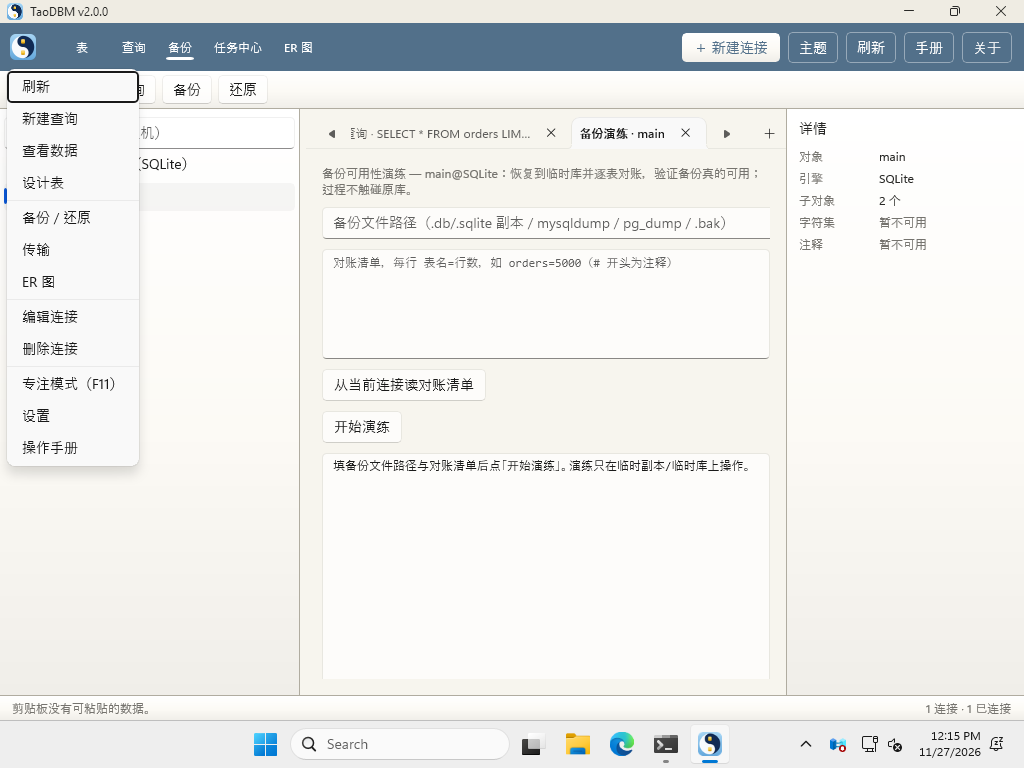 TaoDBM v2.0.0
表 查询 备份 任务中心 ER 图
+ 新建连接 主题 刷新 手册 关于
询 备份 还原
刷新
新建查询
查看数据
设计表
备份 / 还原
传输
ER 图
编辑连接
删除连接
专注模式（F11）
设置
操作手册
机）
（SQLite）
查询 · SELECT * FROM orders LIM...
备份演练 · main
备份可用性演练 — main@SQLite：恢复到临时库并逐表对账，验证备份真的可用；
过程不触碰原库。
备份文件路径（.db/.sqlite 副本 / mysqldump / pg_dump / .bak）
对账清单，每行 表名=行数，如 orders=5000（# 开头为注释）
从当前连接读对账清单
开始演练
填备份文件路径与对账清单后点「开始演练」。演练只在临时副本/临时库上操作。
详情
对象 main
引擎 SQLite
子对象 2 个
字符集 暂不可用
注释 暂不可用
剪贴板没有可粘贴的数据。
1 连接 · 1 已连接
Search
12:15 PM
11/27/2026